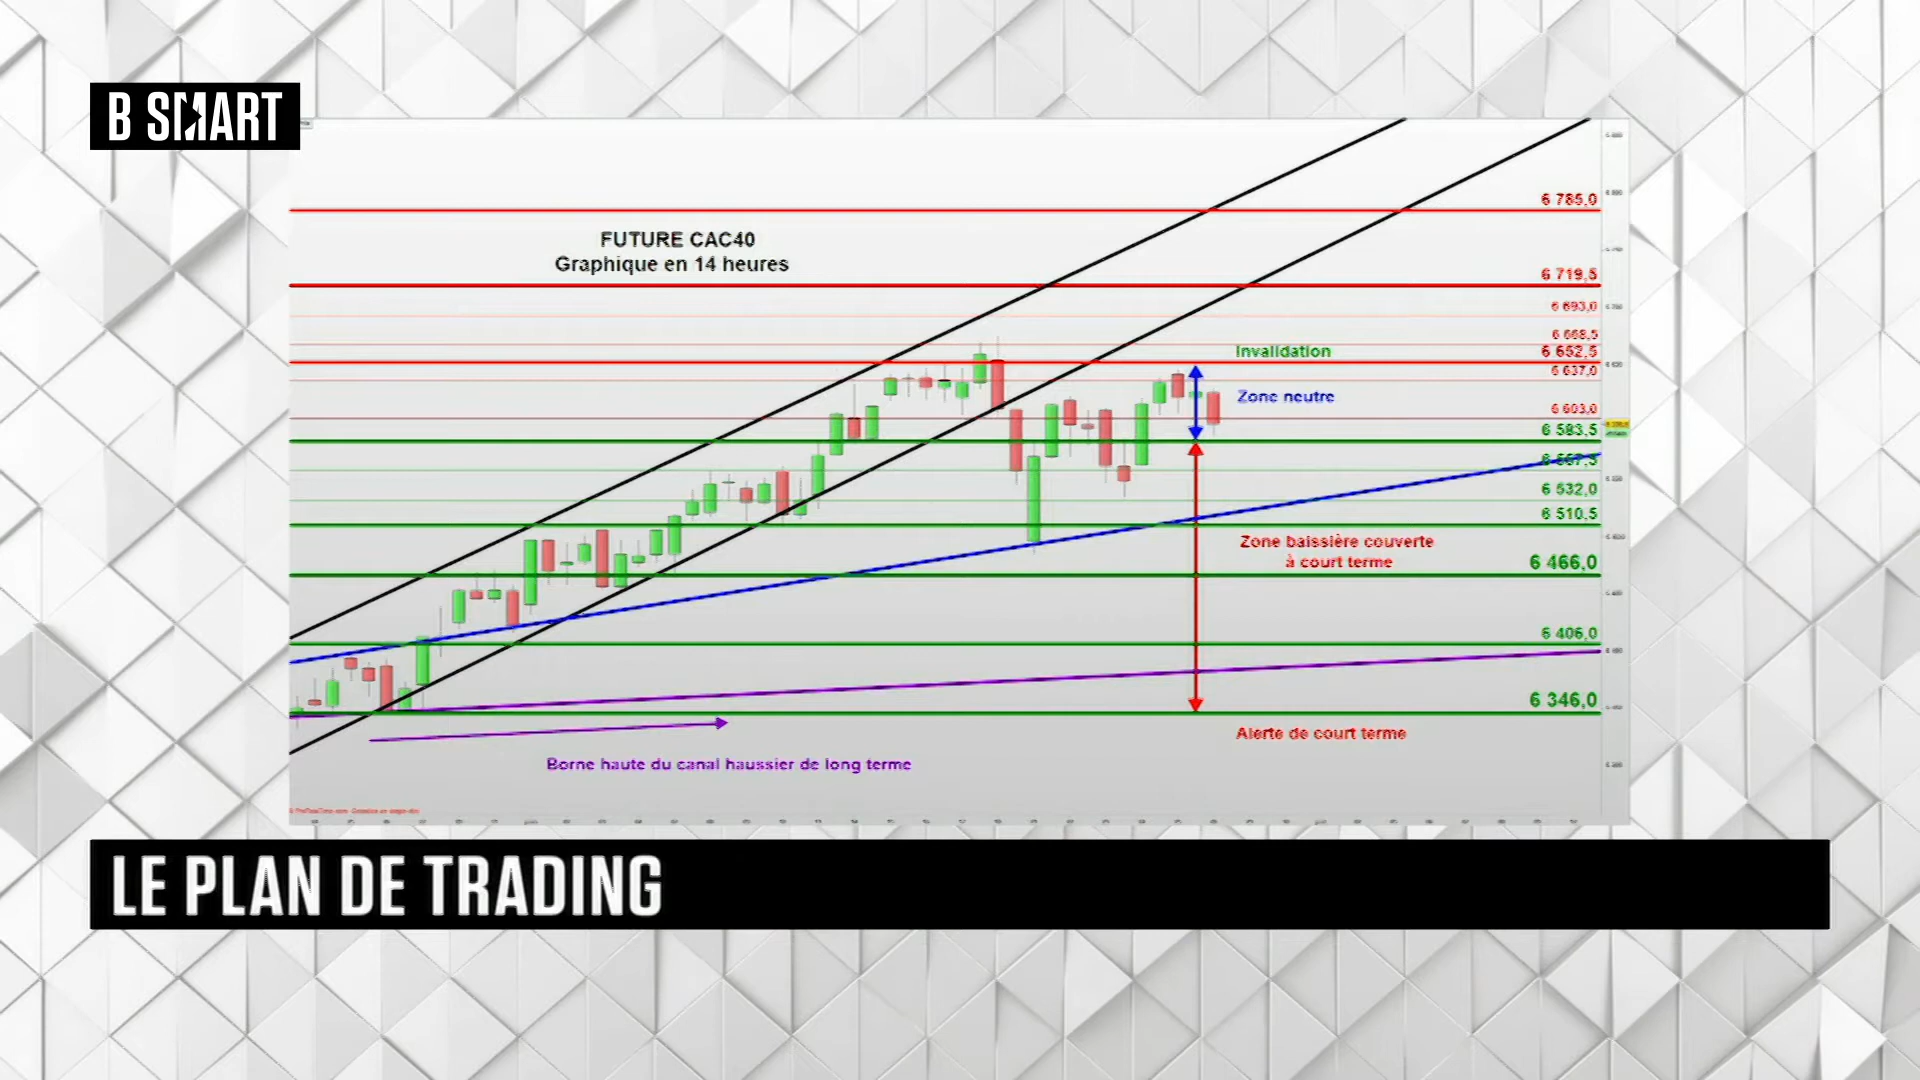 B SMART
6 785,0
FUTURE CAC40
Graphique en 14 heures
6 719,5
6 693,0
6 668,5
Invalidation
6 652,5
6 637,0
Zone neutre
6 603,0
6 583,5
6 557,5
6 532,0
6 510,5
Zone baissière couverte
à court terme
6 466,0
6 406,0
6 346,0
Alerte de court terme
Borne haute du canal haussier de long terme
LE PLAN DE TRADING